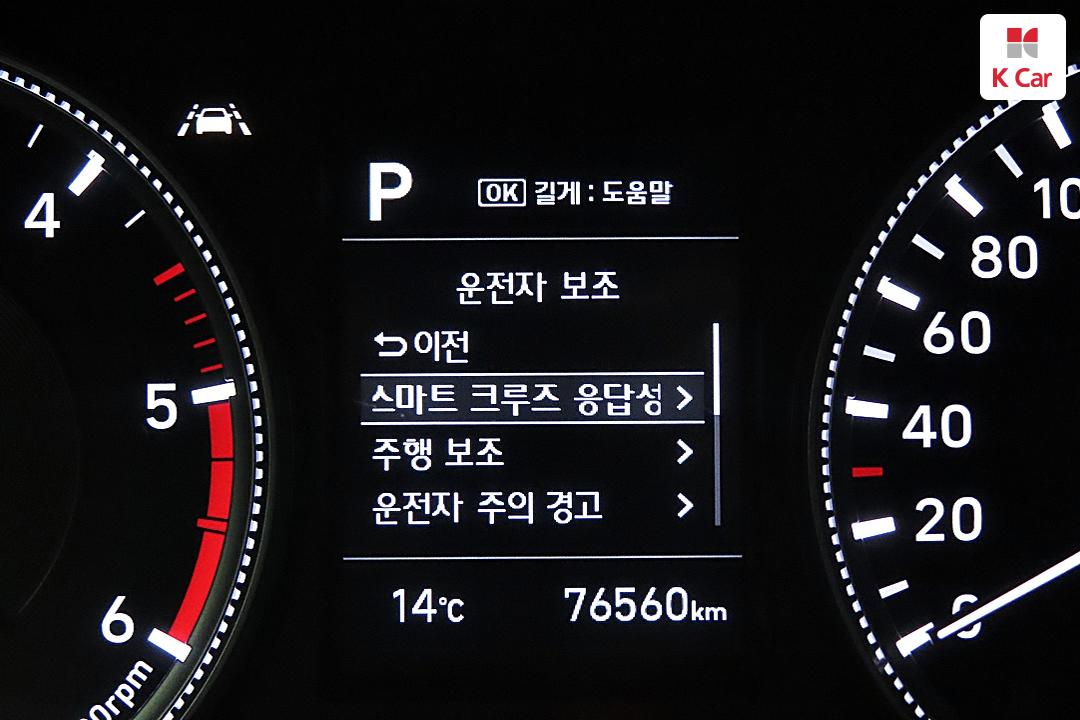 K Car
P
OK 길게 : 도움말
운전자 보조
이전
스마트 크루즈 응답성
주행 보조
운전자 주의 경고
14℃
76560km
4
5
6
80
60
40
20
0